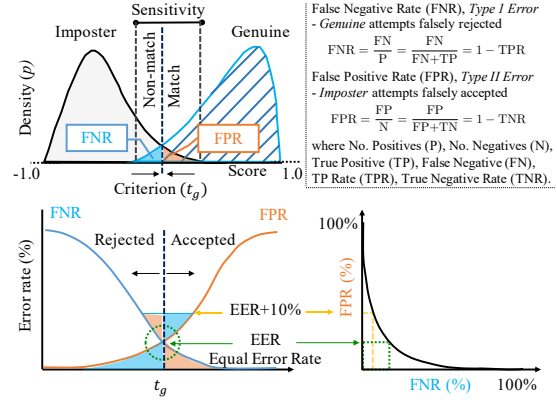 Sensitivity
Imposter
Genuine
Density (p)
Non-match
Match
FNR
FPR
-1.0
Score
1.0
Criterion (t_g)
False Negative Rate (FNR), Type I Error
- Genuine attempts falsely rejected
FNR = FN/P = FN/FN+TP = 1 − TPR
False Positive Rate (FPR), Type II Error
- Imposter attempts falsely accepted
FPR = FP/N = FP/FP+TN = 1 − TNR
where No. Positives (P), No. Negatives (N),
True Positive (TP), False Negative (FN),
TP Rate (TPR), True Negative Rate (TNR).
FNR
FPR
Rejected
Accepted
Error rate (%)
EER+10%
EER
Equal Error Rate
t_g
100%
FPR (%)
FNR (%)
100%